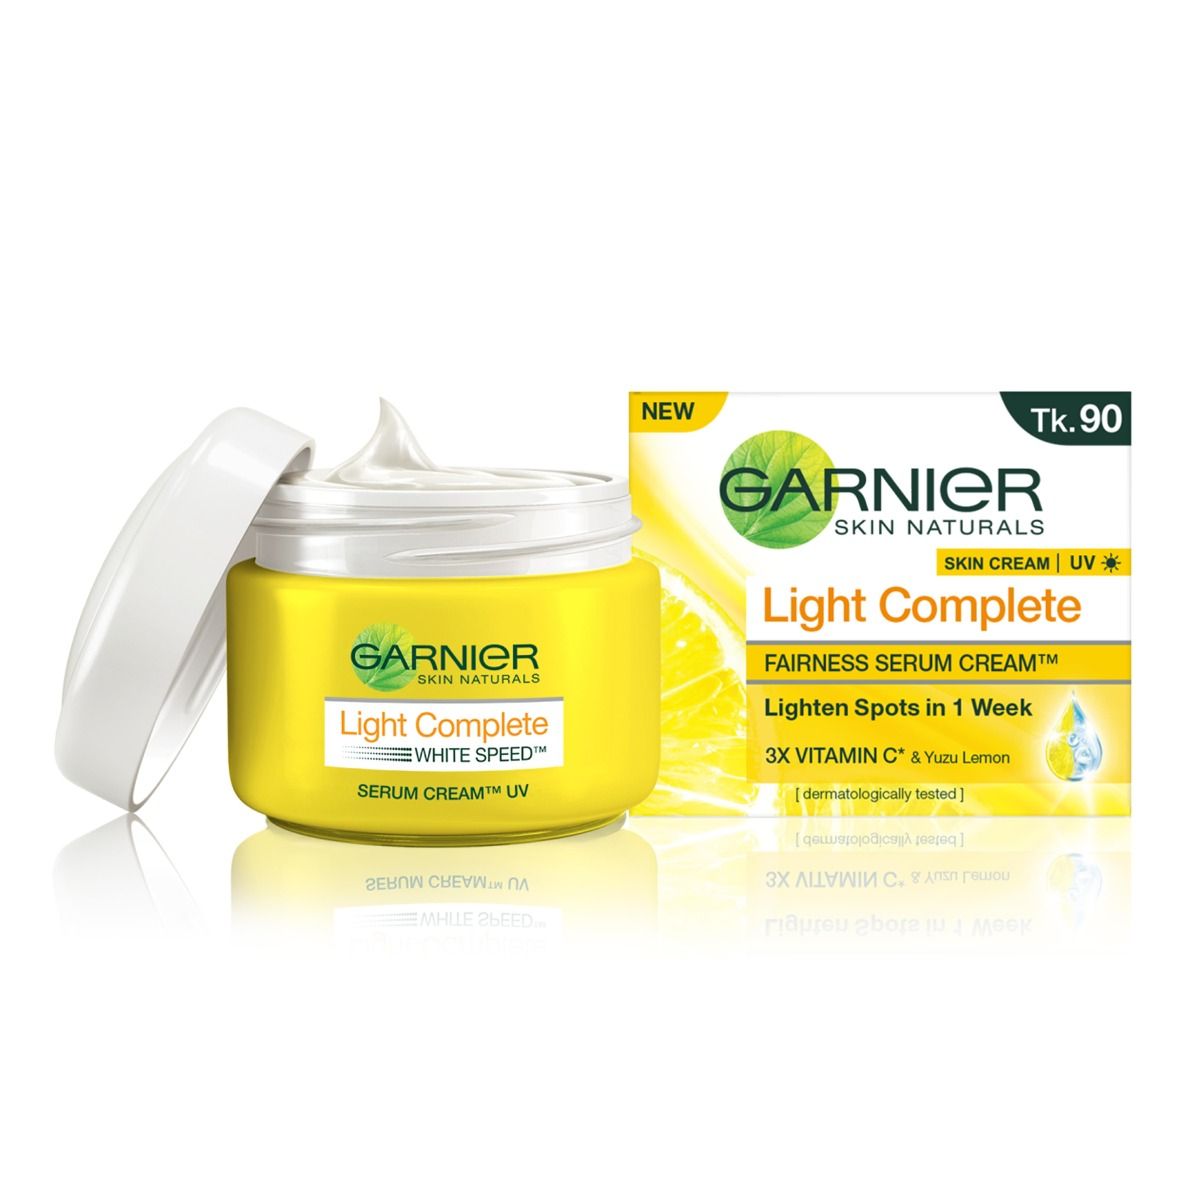 GARNIER
SKIN NATURALS
Light Complete
WHITE SPEED™
SERUM CREAM™ UV
NEW
Tk. 90
GARNIER
SKIN NATURALS
SKIN CREAM | UV
Light Complete
FAIRNESS SERUM CREAM™
Lighten Spots in 1 Week
3X VITAMIN C* & Yuzu Lemon
[ dermatologically tested ]